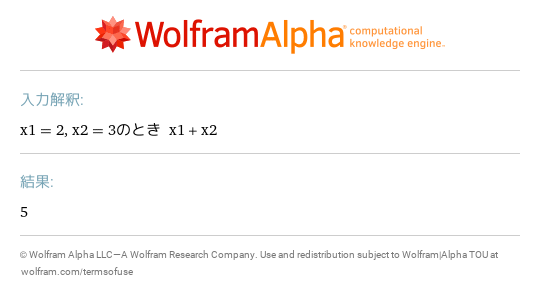 WolframAlpha computational
knowledge engine™
入力解釈:
x1 = 2, x2 = 3のとき x1 + x2
結果:
5
© Wolfram Alpha LLC—A Wolfram Research Company. Use and redistribution subject to Wolfram|Alpha TOU at
wolfram.com/termsofuse